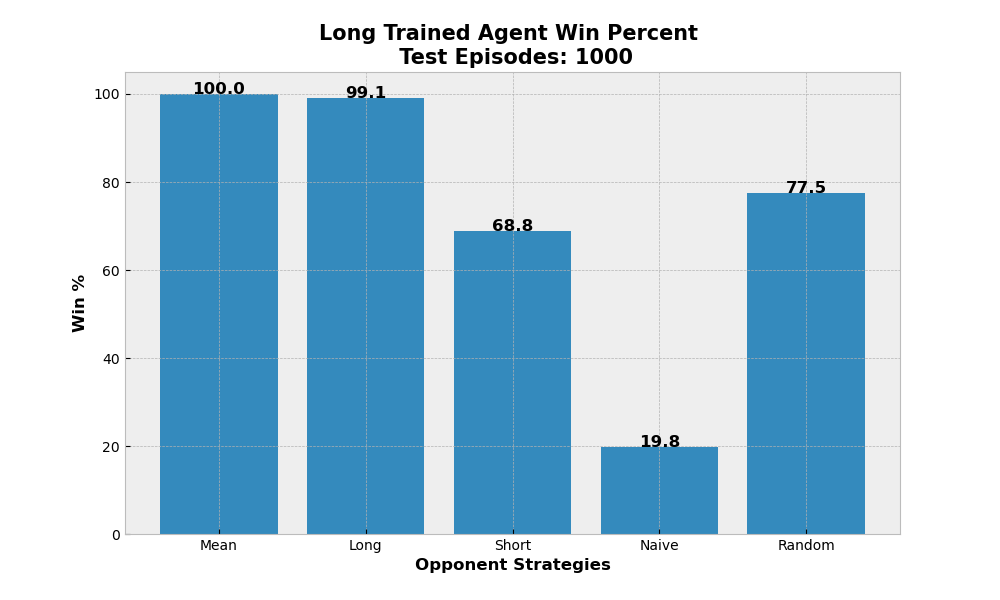 Long Trained Agent Win Percent
Test Episodes: 1000
100.0
99.1
68.8
19.8
77.5
100
80
60
40
20
0
Win %
Mean Long Short Naive Random
Opponent Strategies